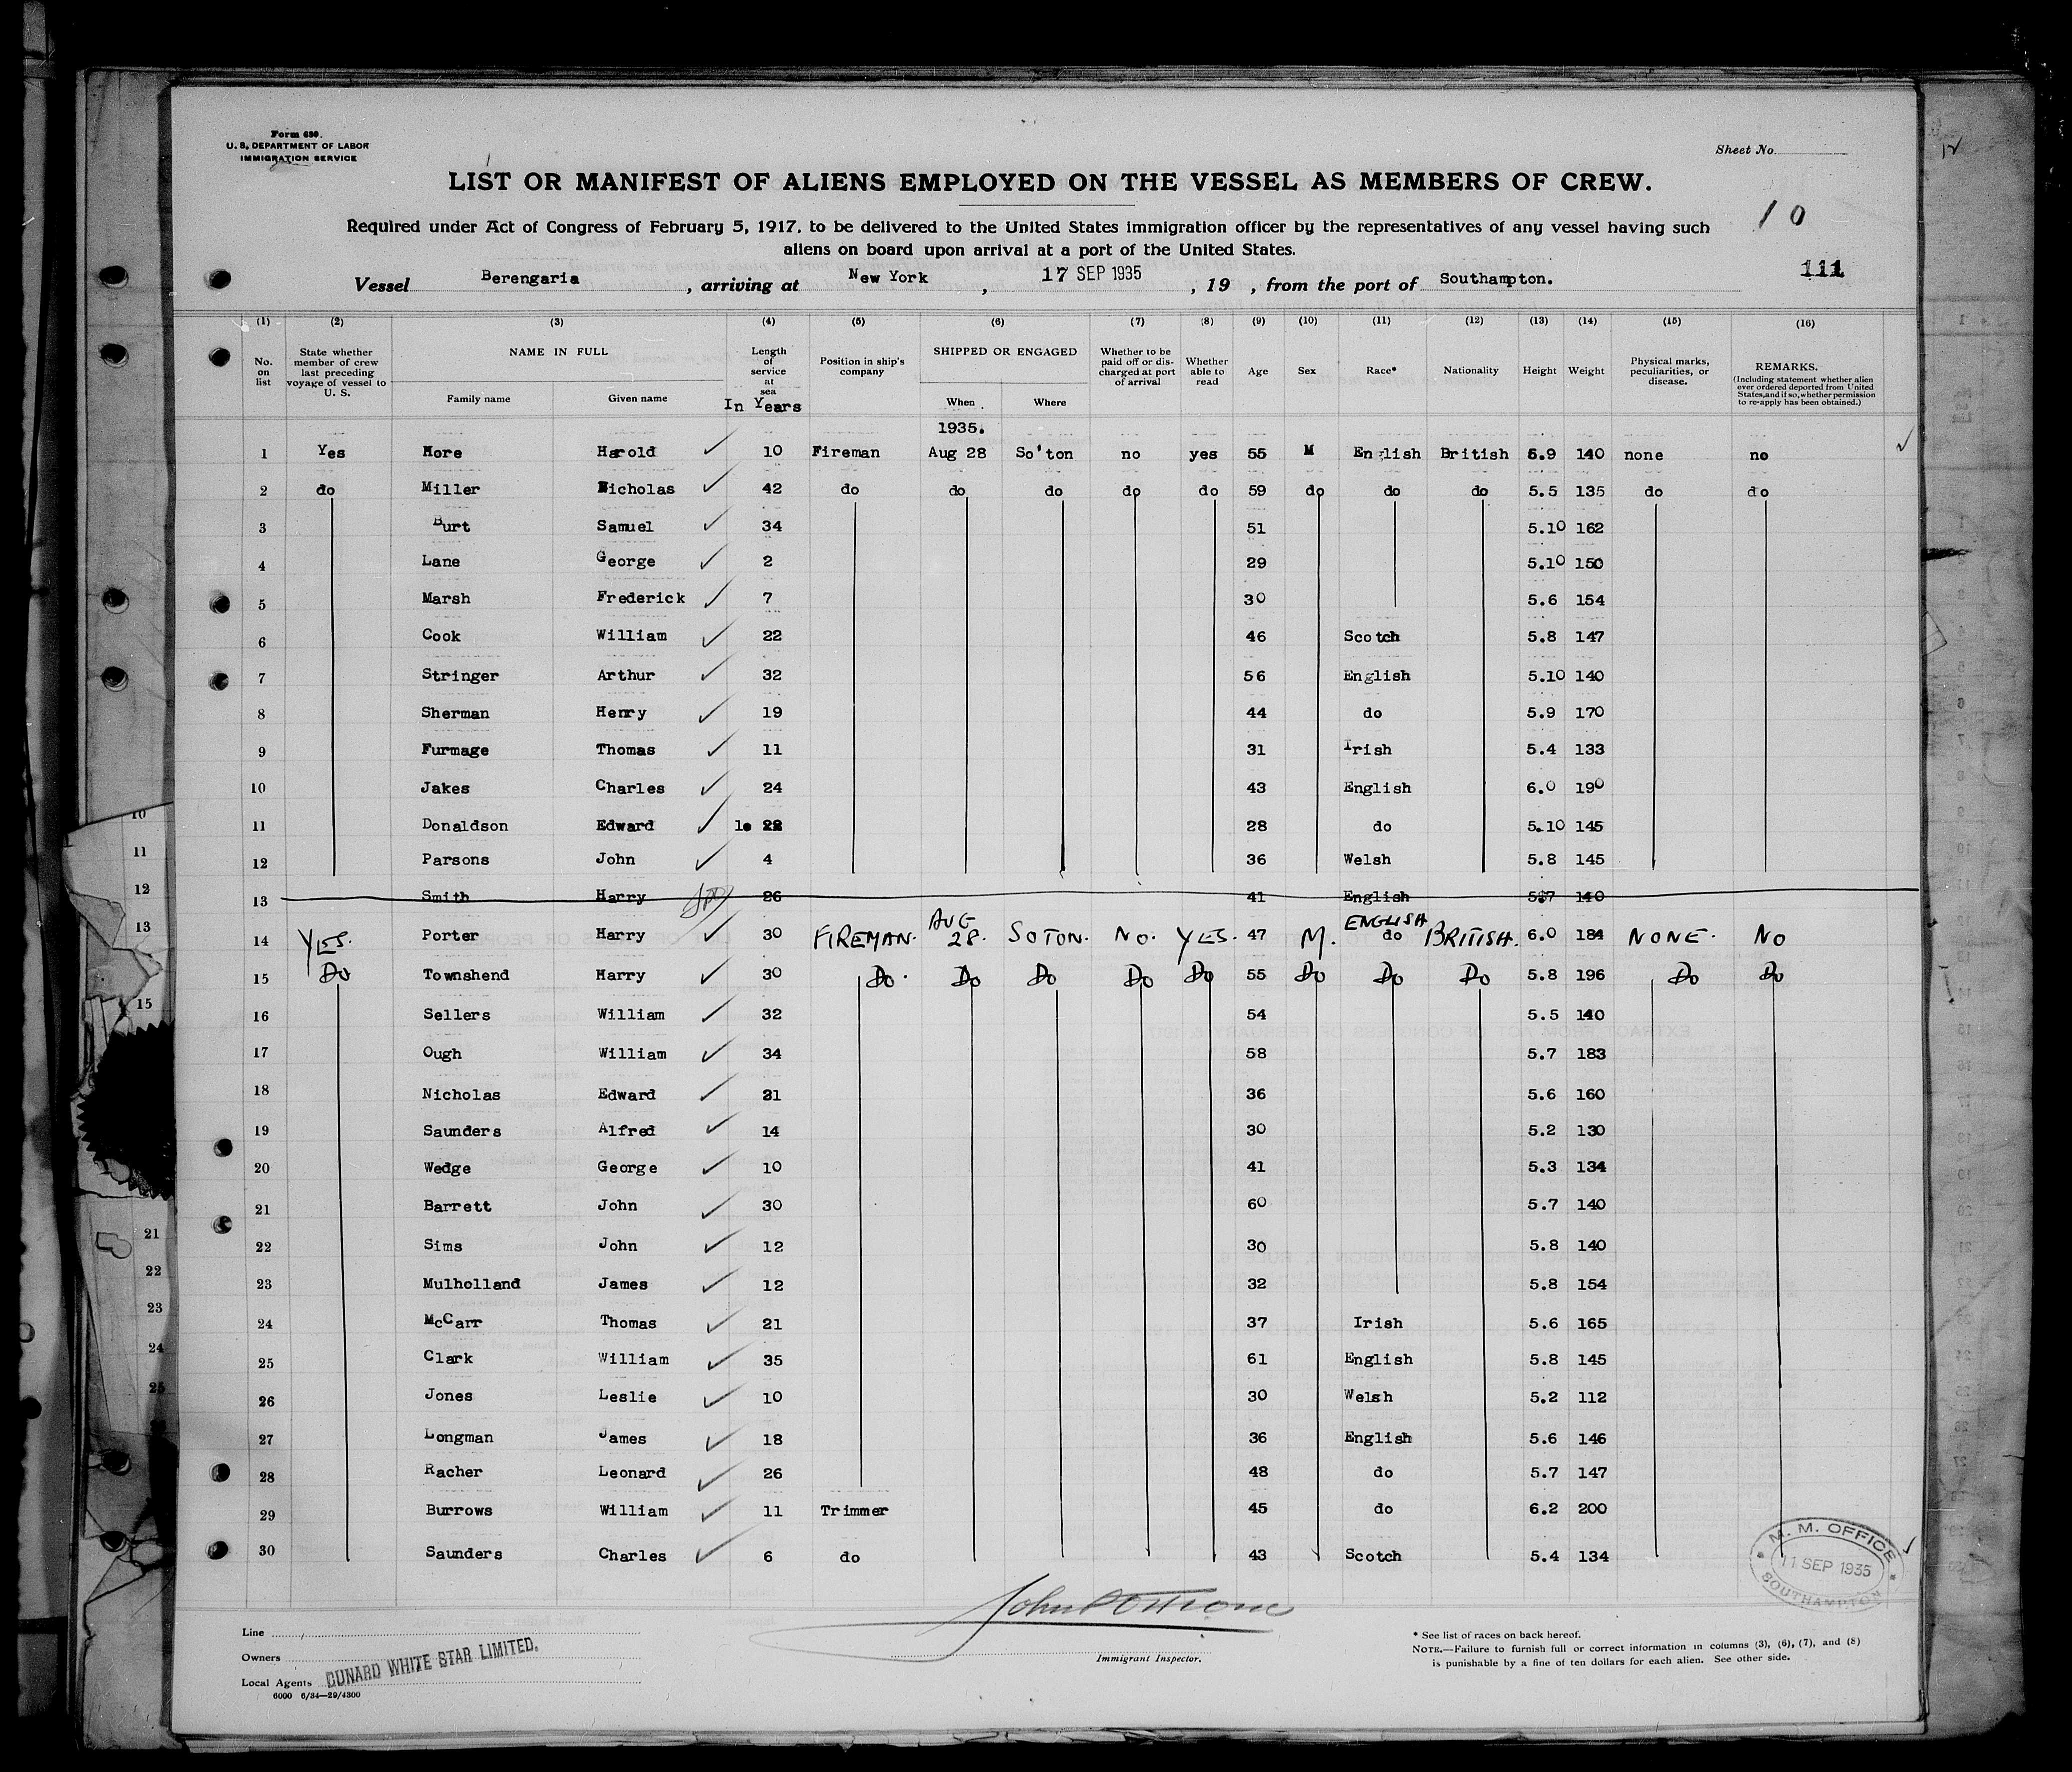 Form 680.
U. S. DEPARTMENT OF LABOR
IMMIGRATION SERVICE
Sheet No.
LIST OR MANIFEST OF ALIENS EMPLOYED ON THE VESSEL AS MEMBERS OF CREW.
10
Required under Act of Congress of February 5, 1917, to be delivered to the United States immigration officer by the representatives of any vessel having such
aliens on board upon arrival at a port of the United States.
111
Vessel Berengaria, arriving at New York, 17 SEP 1935, 19 , from the port of Southampton.
(1) (2) (3) (4) (5) (6) (7) (8) (9) (10) (11) (12) (13) (14) (15) (16)
No. on list State whether member of crew last preceding voyage of vessel to U. S. NAME IN FULL Family name Given name Length of service at sea In Years Position in ship's company SHIPPED OR ENGAGED When Where Whether to be paid off or discharged at port of arrival Whether able to read Age Sex Race* Nationality Height Weight Physical marks, peculiarities, or disease. REMARKS. (Including statement whether alien ever ordered deported from United States, and if so, whether permission to re-apply has been obtained.)
1935.
1 Yes Hore Harold 10 Fireman Aug 28 So'ton no yes 55 M English British 5.9 140 none no
2 do Miller Nicholas 42 do do do do do 59 do do do 5.5 135 do do
3 Burt Samuel 34 51 5.10 162
4 Lane George 2 29 5.10 150
5 Marsh Frederick 7 30 5.6 154
6 Cook William 22 46 Scotch 5.8 147
7 Stringer Arthur 32 56 English 5.10 140
8 Sherman Henry 19 44 do 5.9 170
9 Furmage Thomas 11 31 Irish 5.4 133
10 Jakes Charles 24 43 English 6.0 190
11 Donaldson Edward 28 do 5.10 145
12 Parsons John 4 36 Welsh 5.8 145
13 Smith Harry 26 41 English 5.7 140
14 YES. Porter Harry 30 FIREMAN. AUG 28. SOTON. NO. YES. 47 M. ENGLISH do BRITISH. 6.0 184 NONE. NO
15 Do Townshend Harry 30 Do. Do Do Do Do 55 Do Do Do 5.8 196 Do Do
16 Sellers William 32 54 5.5 140
17 Ough William 34 58 5.7 183
18 Nicholas Edward 21 36 5.6 160
19 Saunders Alfred 14 30 5.2 130
20 Wedge George 10 41 5.3 134
21 Barrett John 30 60 5.7 140
22 Sims John 12 30 5.8 140
23 Mulholland James 12 32 5.8 154
24 McCarr Thomas 21 37 Irish 5.6 165
25 Clark William 35 61 English 5.8 145
26 Jones Leslie 10 30 Welsh 5.2 112
27 Longman James 18 36 English 5.6 146
28 Racher Leonard 26 48 do 5.7 147
29 Burrows William 11 Trimmer 45 do 6.2 200
30 Saunders Charles 6 do 43 Scotch 5.4 134
M. M. OFFICE
11 SEP 1935
SOUTHAMPTON
John
Immigrant Inspector.
Line
Owners
CUNARD WHITE STAR LIMITED.
Local Agents
6000 6/34—29/4300
* See list of races on back hereof.
NOTE.—Failure to furnish full or correct information in columns (3), (6), (7), and (8)
is punishable by a fine of ten dollars for each alien. See other side.
10
11
12
13
15
21
22
23
24
25